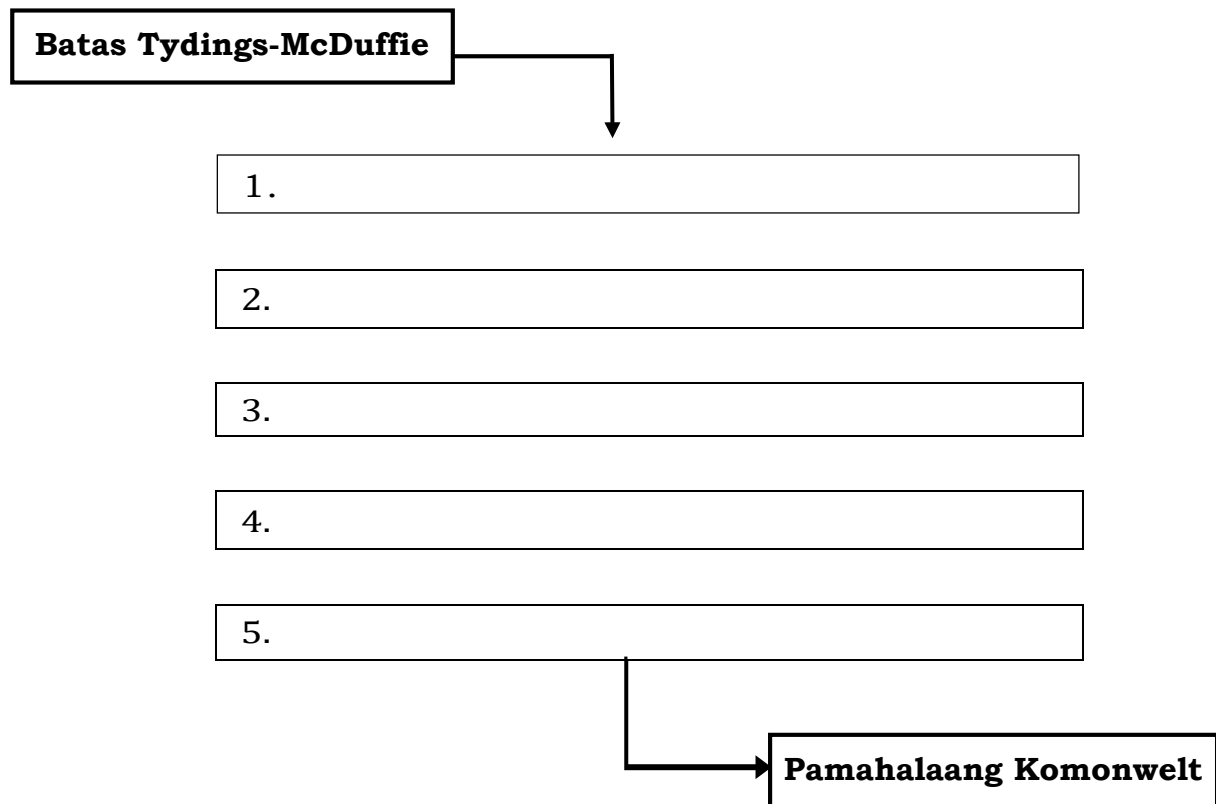 Batas Tydings-McDuffie
1.
2.
3.
4.
5.
Pamahalaang Komonwelt